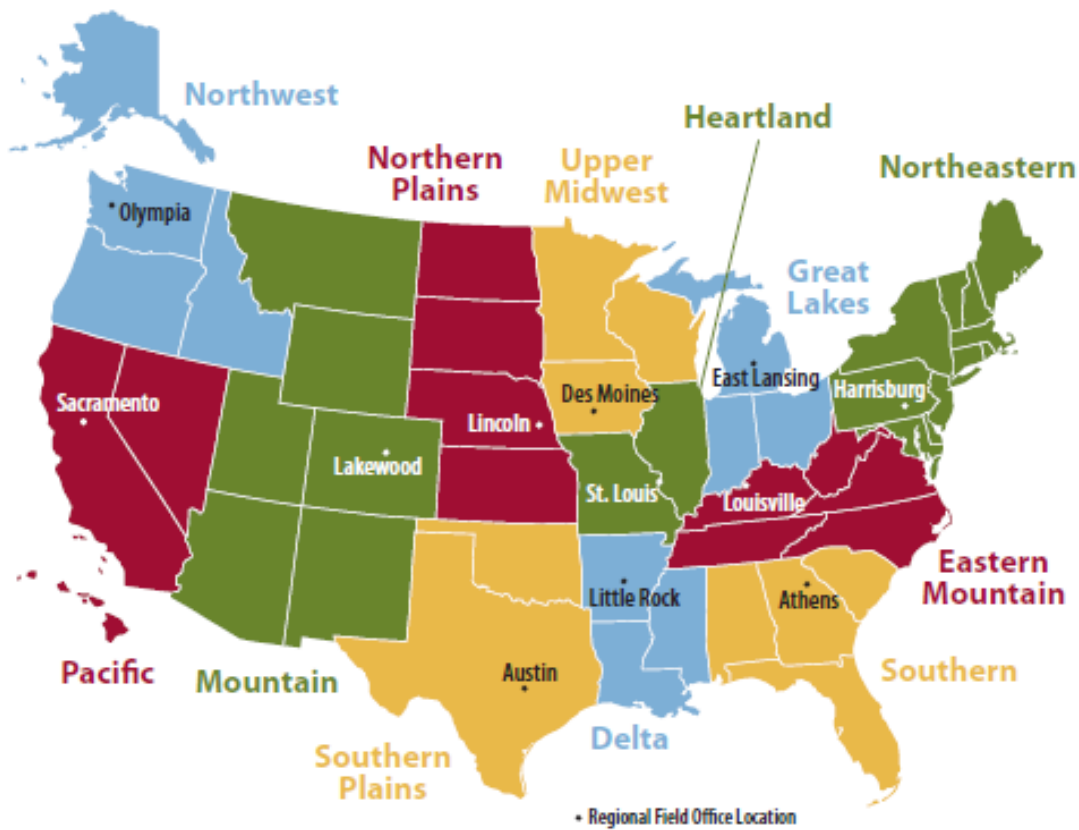 Northwest
Heartland
Northern
Plains
Upper
Midwest
Northeastern
Olympia
Great
Lakes
East Lansing
Harrisburg
Sacramento
Des Moines
Lincoln
Lakewood
St. Louis
Louisville
Eastern
Mountain
Little Rock
Athens
Pacific
Mountain
Austin
Southern
Delta
Southern
Plains
• Regional Field Office Location